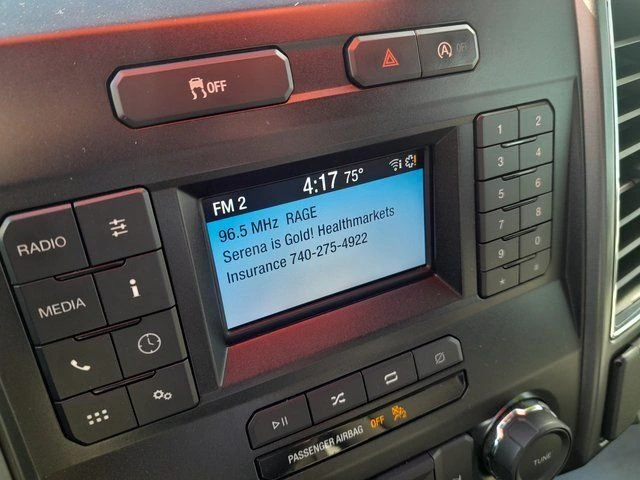 OFF
A OFF
FM 2 4:17 75°
96.5 MHz RAGE
Serena is Gold! Healthmarkets
Insurance 740-275-4922
RADIO
MEDIA
i
1 2
3 4
5 6
7 8
9 0
*
PASSENGER AIRBAG OFF
TUNE